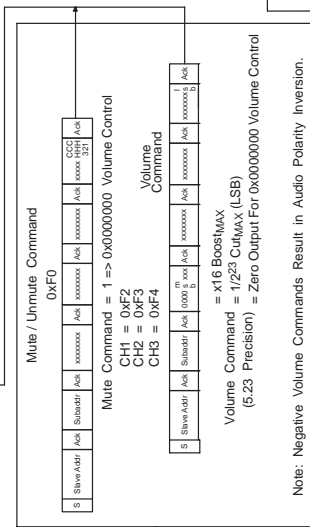 Mute / Unmute Command
0xF0
CCC
S Slave Addr Ack Subaddr Ack xxxxxxxx Ack xxxxxxxx Ack xxxxxxxx Ack xxxxx HHH Ack
321
Mute Command = 1 => 0x0000000 Volume Control
CH1 = 0xF2
CH2 = 0xF3
CH3 = 0xF4
Volume
Command
m l
S Slave Addr Ack Subaddr Ack 0000 s Ack xxxxxxxx Ack xxxxxxxx Ack xxxxxxx s Ack
b b
= x16 BoostMAX
Volume Command = 1/2²³ CutMAX (LSB)
(5.23 Precision) = Zero Output For 0x0000000 Volume Control
Note: Negative Volume Commands Result in Audio Polarity Inversion.